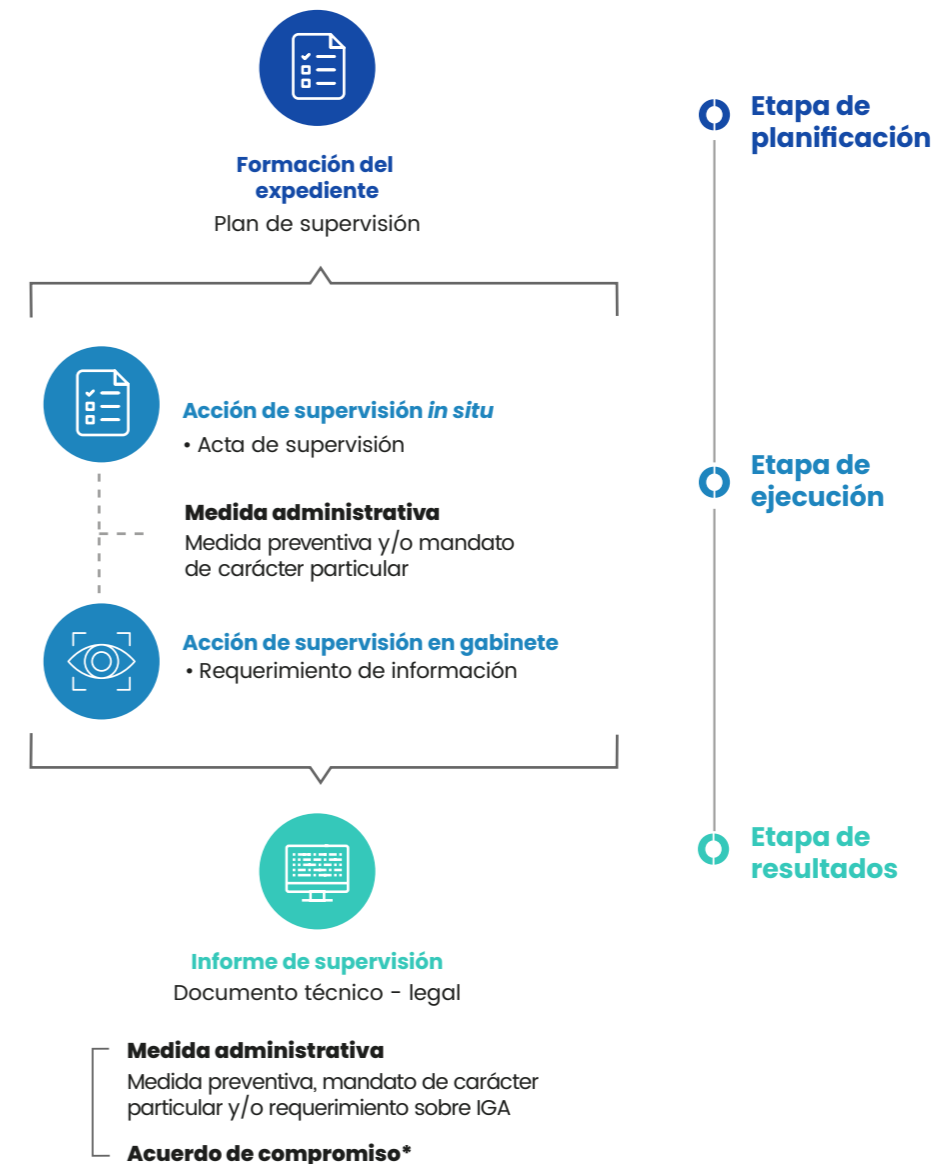 Formación del
expediente
Plan de supervisión
Etapa de
planificación
Acción de supervisión in situ
• Acta de supervisión
Medida administrativa
Medida preventiva y/o mandato
de carácter particular
Acción de supervisión en gabinete
• Requerimiento de información
Etapa de
ejecución
Informe de supervisión
Documento técnico - legal
Etapa de
resultados
Medida administrativa
Medida preventiva, mandato de carácter
particular y/o requerimiento sobre IGA
Acuerdo de compromiso*